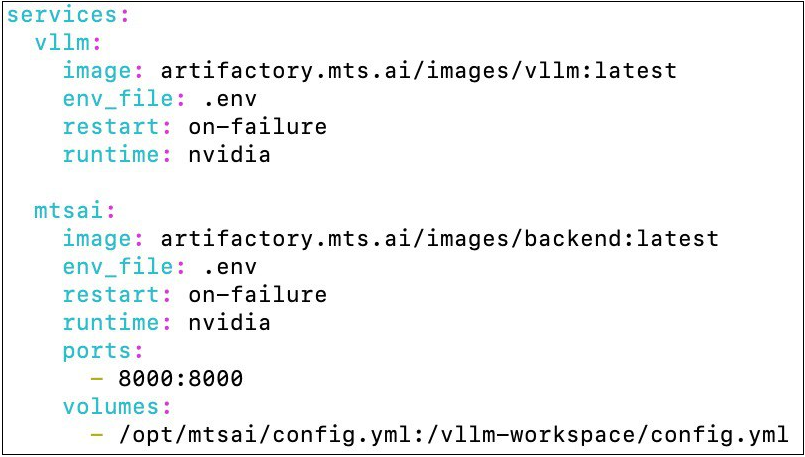 services:
  vllm:
    image: artifactory.mts.ai/images/vllm:latest
    env_file: .env
    restart: on-failure
    runtime: nvidia

  mtsai:
    image: artifactory.mts.ai/images/backend:latest
    env_file: .env
    restart: on-failure
    runtime: nvidia
    ports:
      - 8000:8000
    volumes:
      - /opt/mtsai/config.yml:/vllm-workspace/config.yml